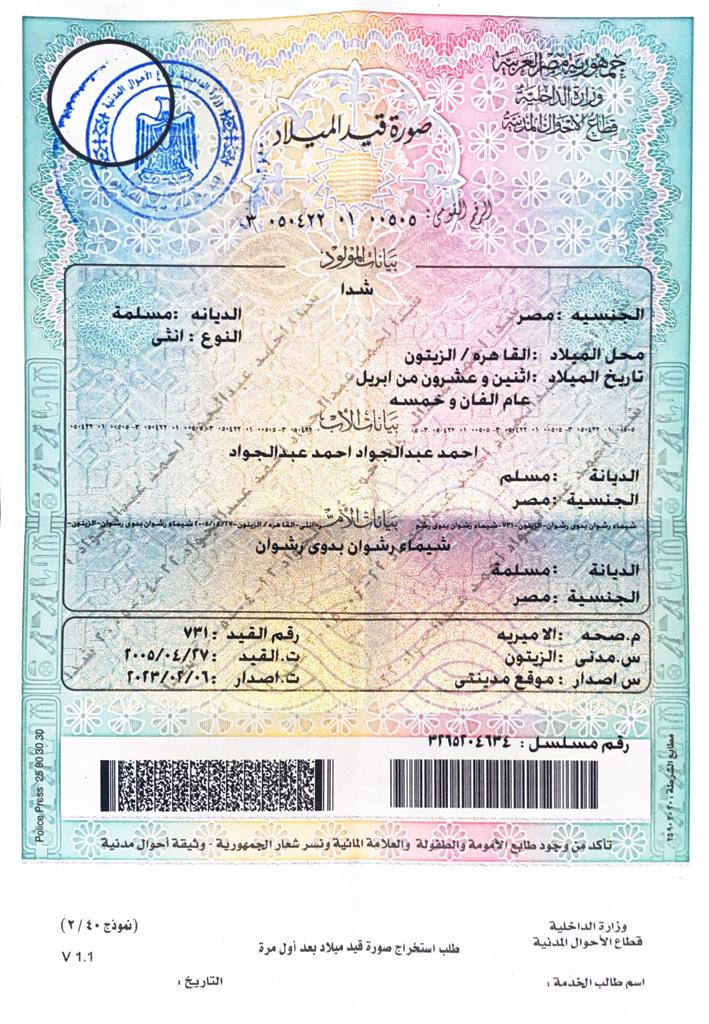 جمهورية مصر العربية
وزارة الداخلية
قطاع الأحوال المدنية
صورة قيد الميلاد
الرقم القومى: ٣ ٠٥٠٤٢٢ ٠١ ٠٠٥٠٥
بيانات المولود
شدا
الجنسيه :مصر
الديانه :مسلمة
النوع : انثى
محل الميلاد :القاهره / الزيتون
تاريخ الميلاد :اثنين و عشرون من ابريل
عام الفان و خمسه
بيانات الأب
احمد عبدالجواد احمد عبدالجواد
الديانة : مسلم
الجنسية : مصر
بيانات الأم
شيماء رشوان بدوى رشوان
الديانة : مسلمة
الجنسية : مصر
م.صحه :الاميريه
رقم القيد :٧٣١
س.مدنى :الزيتون
ت.القيد :٢٠٠٥/٠٤/٢٧
س اصدار : موقع مدينتى
ت.اصدار :٢٠٢٣/٠٢/٠٦
رقم مسلسل : ٣٢٦٥٢٠٤٦٣٤
Police Press 25 90 30 30
مطابع الشرطة
تأكد من وجود طابع الأمومة والطفولة والعلامة المائية ونسر شعار الجمهورية - وثيقة أحوال مدنية
وزارة الداخلية
قطاع الأحوال المدنية
(نموذج ٤٠ / ٢)
V 1.1
طلب استخراج صورة قيد ميلاد بعد أول مرة
اسم طالب الخدمة :
التاريخ :